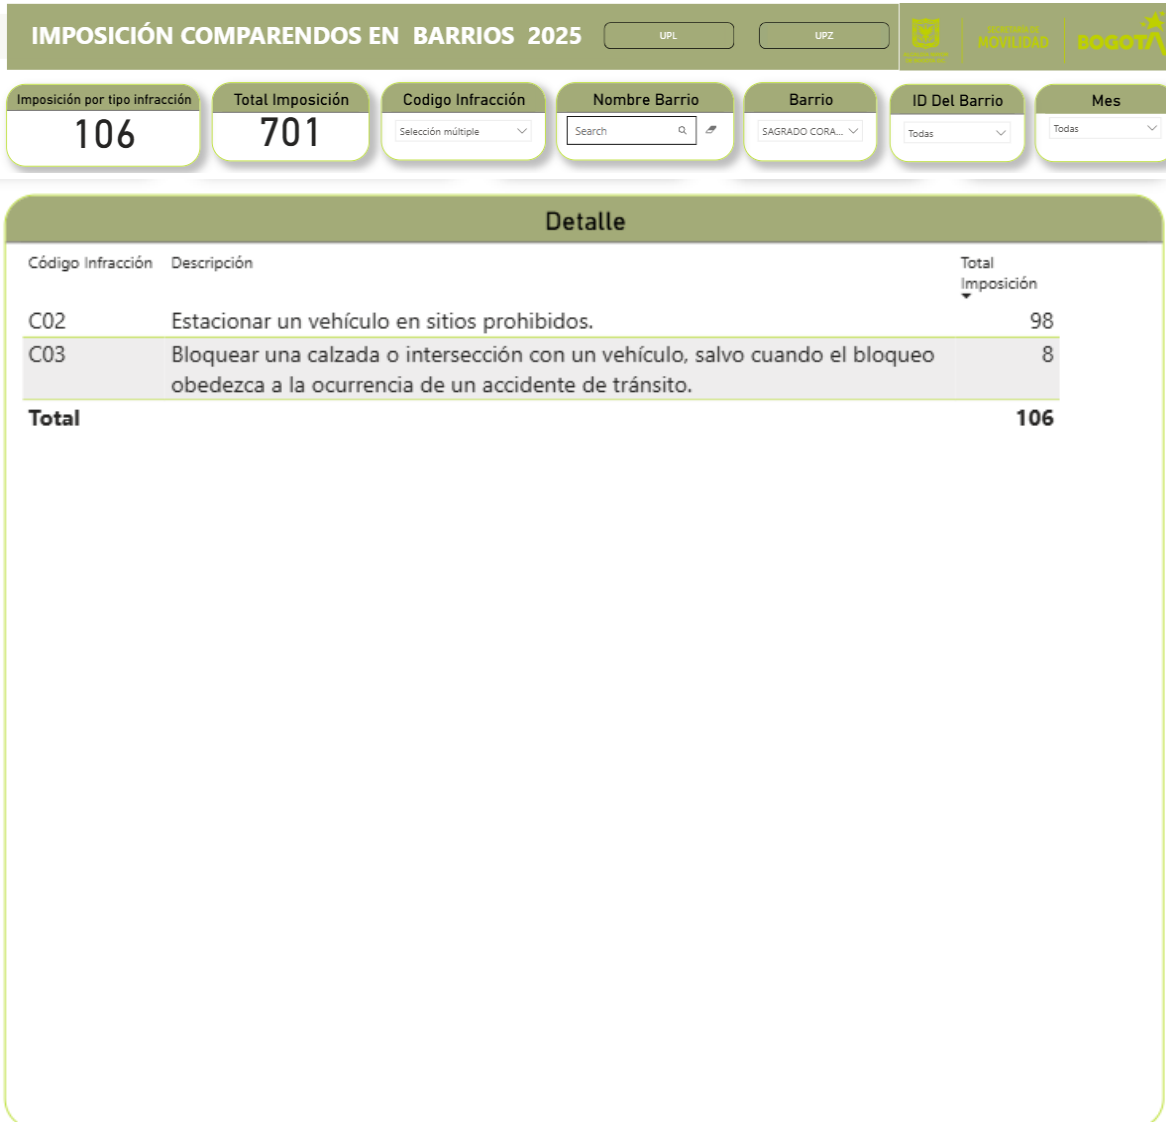 IMPOSICIÓN COMPARENDOS EN BARRIOS 2025
UPL
UPZ
SECRETARÍA DE
MOVILIDAD
BOGOTÁ
Imposición por tipo infracción
106
Total Imposición
701
Codigo Infracción
Selección múltiple
Nombre Barrio
Search
Barrio
SAGRADO CORA...
ID Del Barrio
Todas
Mes
Todas
Detalle
Código Infracción Descripción Total
Imposición
C02 Estacionar un vehículo en sitios prohibidos. 98
C03 Bloquear una calzada o intersección con un vehículo, salvo cuando el bloqueo 8
obedezca a la ocurrencia de un accidente de tránsito.
Total 106